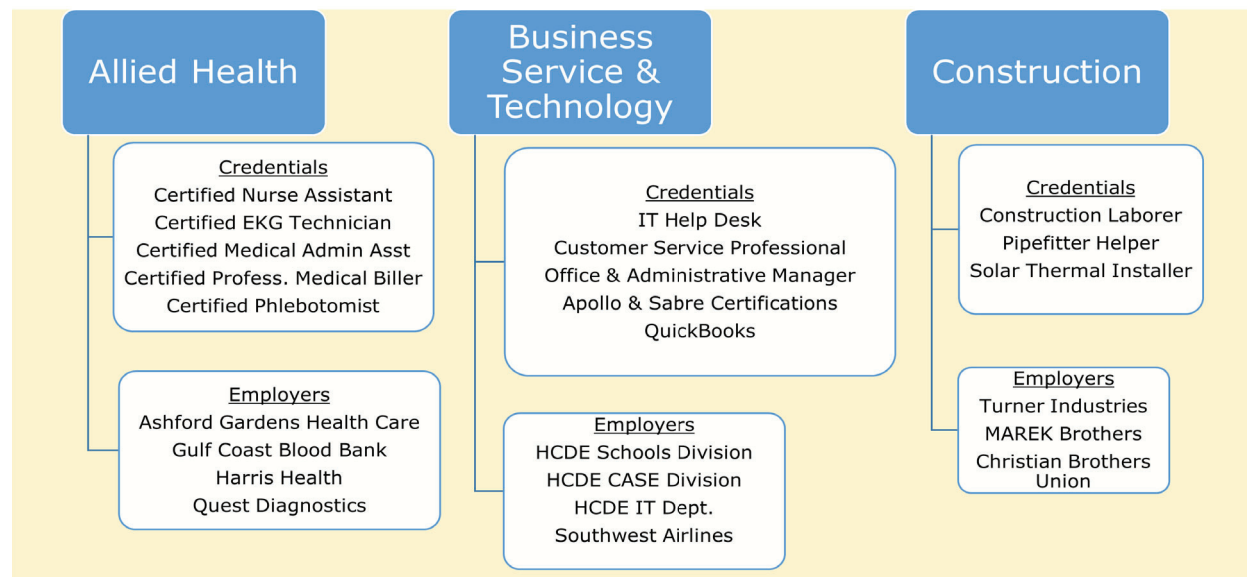 Allied Health
Credentials
Certified Nurse Assistant
Certified EKG Technician
Certified Medical Admin Asst
Certified Profess. Medical Biller
Certified Phlebotomist
Employers
Ashford Gardens Health Care
Gulf Coast Blood Bank
Harris Health
Quest Diagnostics
Business
Service &
Technology
Credentials
IT Help Desk
Customer Service Professional
Office & Administrative Manager
Apollo & Sabre Certifications
QuickBooks
Employers
HCDE Schools Division
HCDE CASE Division
HCDE IT Dept.
Southwest Airlines
Construction
Credentials
Construction Laborer
Pipefitter Helper
Solar Thermal Installer
Employers
Turner Industries
MAREK Brothers
Christian Brothers
Union